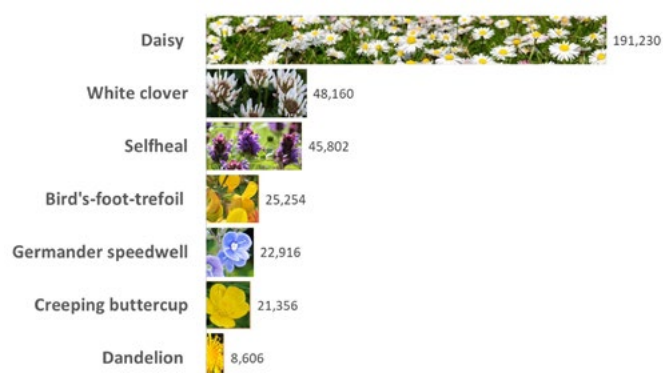 Daisy 191,230
White clover 48,160
Selfheal 45,802
Bird's-foot-trefoil 25,254
Germander speedwell 22,916
Creeping buttercup 21,356
Dandelion 8,606